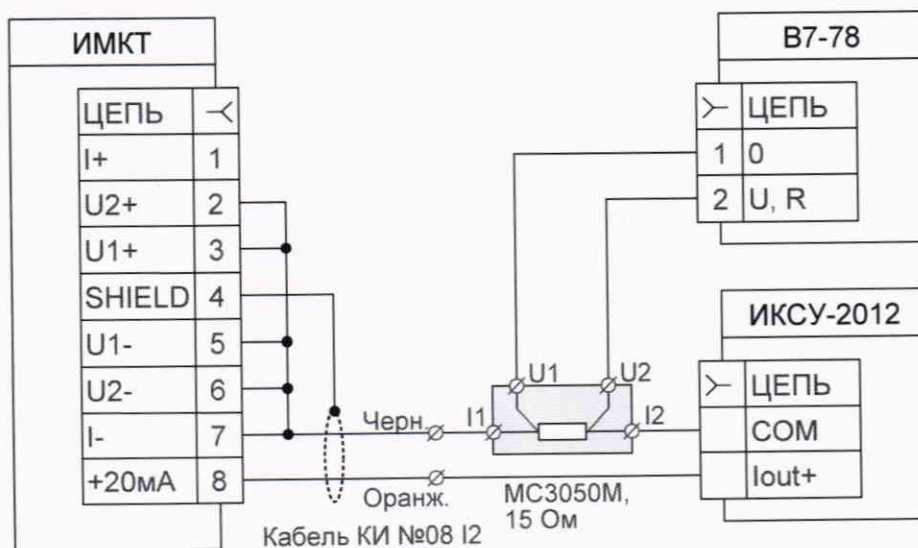 ИМКТ
ЦЕПЬ
I+ 1
U2+ 2
U1+ 3
SHIELD 4
U1- 5
U2- 6
I- 7
+20мА 8
В7-78
ЦЕПЬ
1 0
2 U, R
ИКСУ-2012
ЦЕПЬ
COM
Iout+
U1 U2
Черн. I1 I2
Оранж.
МС3050М,
15 Ом
Кабель КИ №08 I2